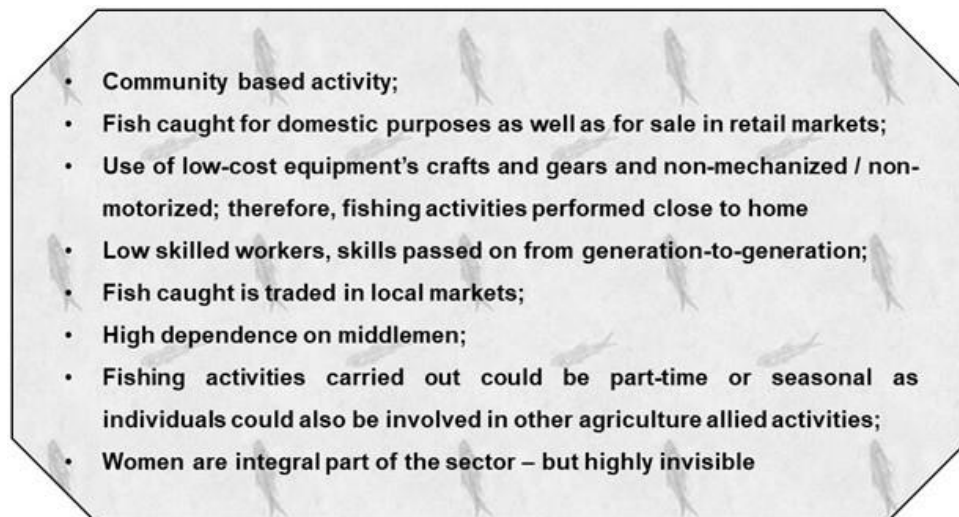 • Community based activity;
• Fish caught for domestic purposes as well as for sale in retail markets;
• Use of low-cost equipment's crafts and gears and non-mechanized / non-
motorized; therefore, fishing activities performed close to home
• Low skilled workers, skills passed on from generation-to-generation;
• Fish caught is traded in local markets;
• High dependence on middlemen;
• Fishing activities carried out could be part-time or seasonal as
individuals could also be involved in other agriculture allied activities;
• Women are integral part of the sector – but highly invisible